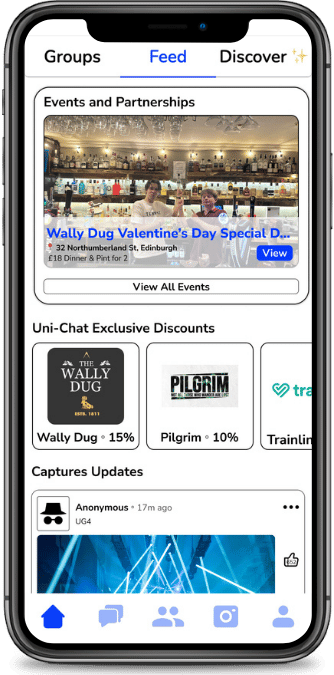 Groups
Feed
Discover ✨
Events and Partnerships
Wally Dug Valentine's Day Special D...
📍 32 Northumberland St, Edinburgh
£18 Dinner & Pint for 2
View
View All Events
Uni-Chat Exclusive Discounts
THE
WALLY
DUG
ESTD. 1611
Wally Dug • 15%
PILGRIM
Pilgrim • 10%
tra
Trainlin
Captures Updates
Anonymous • 17m ago
UG4